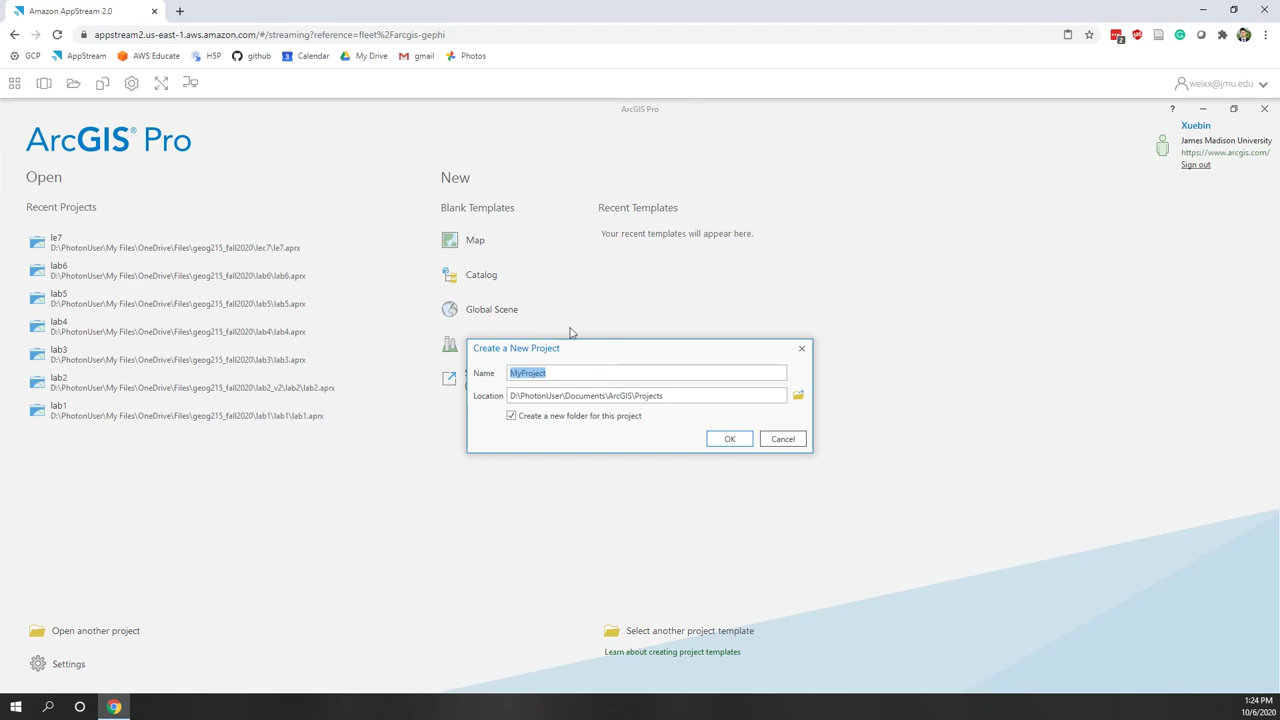 Amazon AppStream 2.0
appstream2.us-east-1.aws.amazon.com/#/streaming?reference=fleet%2Farcgis-gephi
GCP AppStream AWS Educate H5P github Calendar My Drive gmail Photos
weixx@jmu.edu
ArcGIS Pro
ArcGIS® Pro
Xuebin
James Madison University
https://www.arcgis.com/
Sign out
Open
Recent Projects
le7
D:\PhotonUser\My Files\OneDrive\Files\geog215_fall2020\lec7\le7.aprx
lab6
D:\PhotonUser\My Files\OneDrive\Files\geog215_fall2020\lab6\lab6.aprx
lab5
D:\PhotonUser\My Files\OneDrive\Files\geog215_fall2020\lab5\lab5.aprx
lab4
D:\PhotonUser\My Files\OneDrive\Files\geog215_fall2020\lab4\lab4.aprx
lab3
D:\PhotonUser\My Files\OneDrive\Files\geog215_fall2020\lab3\lab3.aprx
lab2
D:\PhotonUser\My Files\OneDrive\Files\geog215_fall2020\lab2_v2\lab2\lab2.aprx
lab1
D:\PhotonUser\My Files\OneDrive\Files\geog215_fall2020\lab1\lab1\lab1.aprx
Open another project
Settings
New
Blank Templates
Map
Catalog
Global Scene
Recent Templates
Your recent templates will appear here.
Create a New Project
Name MyProject
Location D:\PhotonUser\Documents\ArcGIS\Projects
Create a new folder for this project
OK Cancel
Select another project template
Learn about creating project templates
1:24 PM
10/6/2020